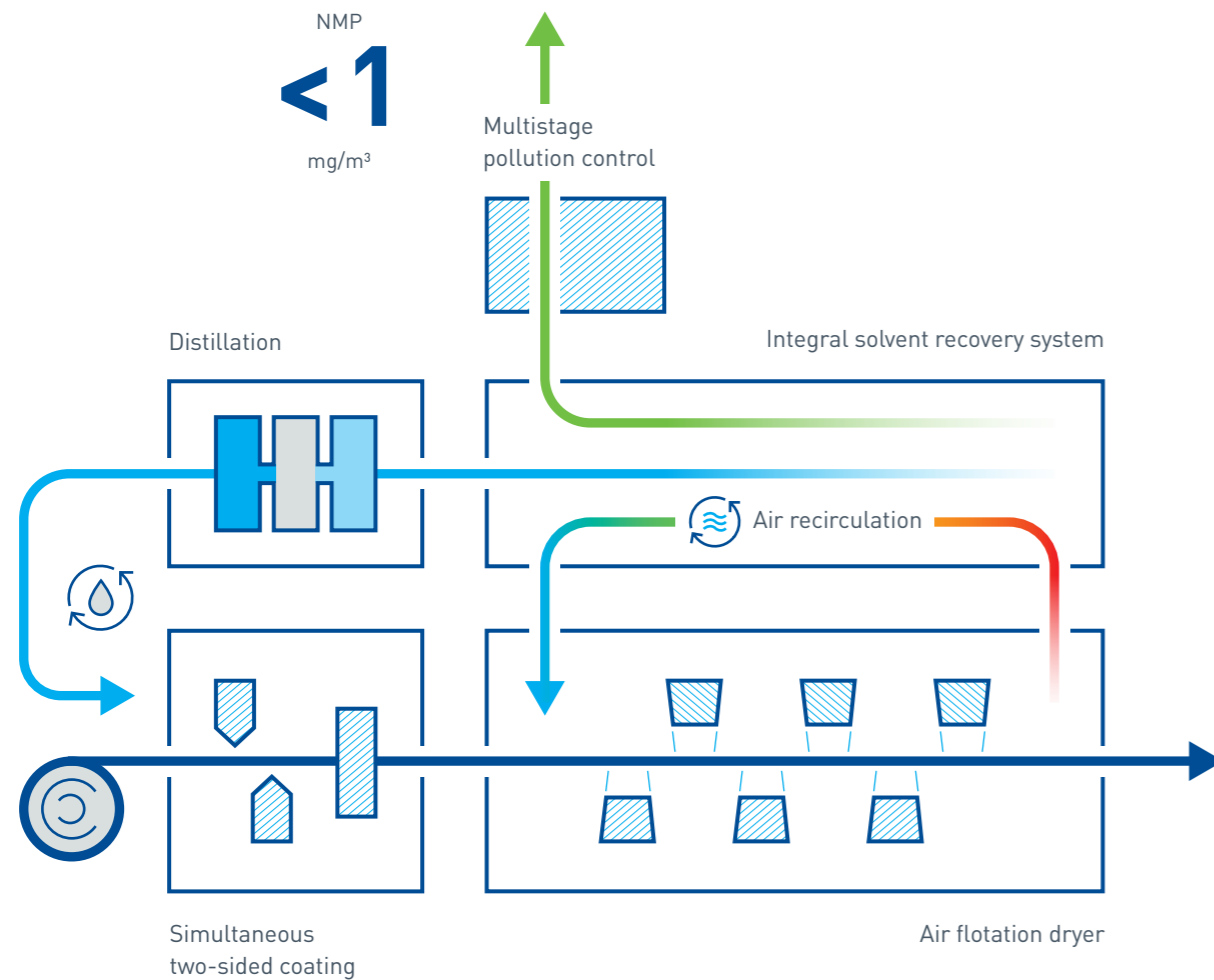 NMP
< 1
mg/m³
Multistage
pollution control
Distillation
Integral solvent recovery system
Air recirculation
Simultaneous
two-sided coating
Air flotation dryer